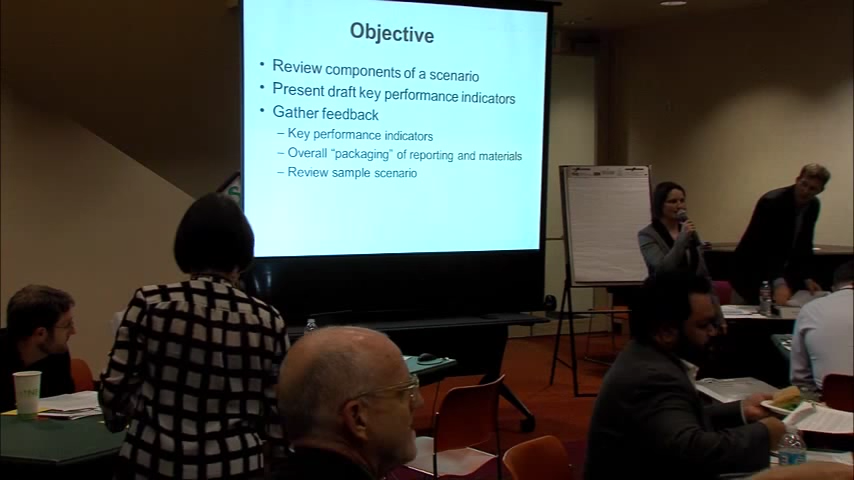 Objective
• Review components of a scenario
• Present draft key performance indicators
• Gather feedback
– Key performance indicators
– Overall "packaging" of reporting and materials
– Review sample scenario